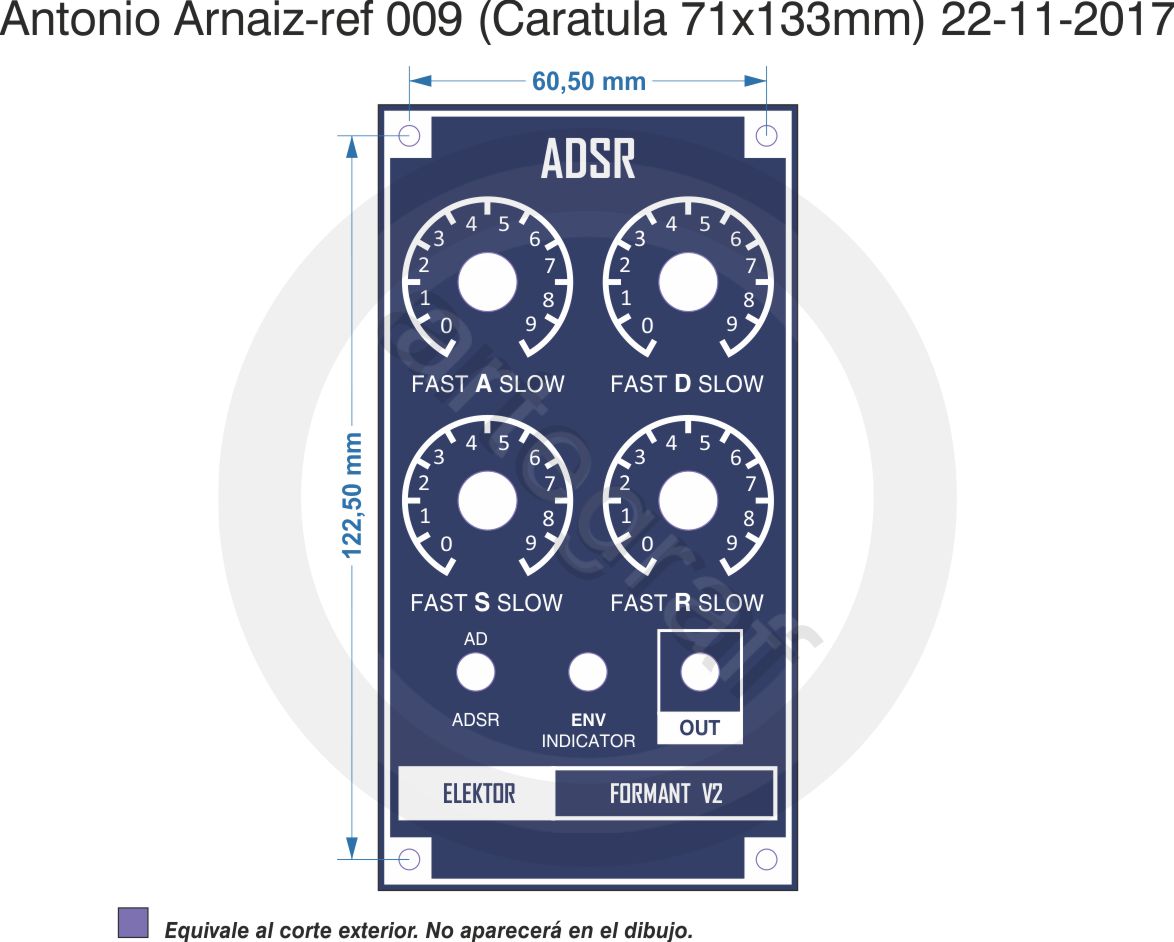 Antonio Arnaiz-ref 009 (Caratula 71x133mm) 22-11-2017
60,50 mm
ADSR
0 1 2 3 4 5 6 7 8 9
0 1 2 3 4 5 6 7 8 9
FAST A SLOW
FAST D SLOW
122,50 mm
0 1 2 3 4 5 6 7 8 9
0 1 2 3 4 5 6 7 8 9
FAST S SLOW
FAST R SLOW
AD
ADSR
ENV
INDICATOR
OUT
ELEKTOR
FORMANT V2
artegraf
Equivale al corte exterior. No aparecerá en el dibujo.